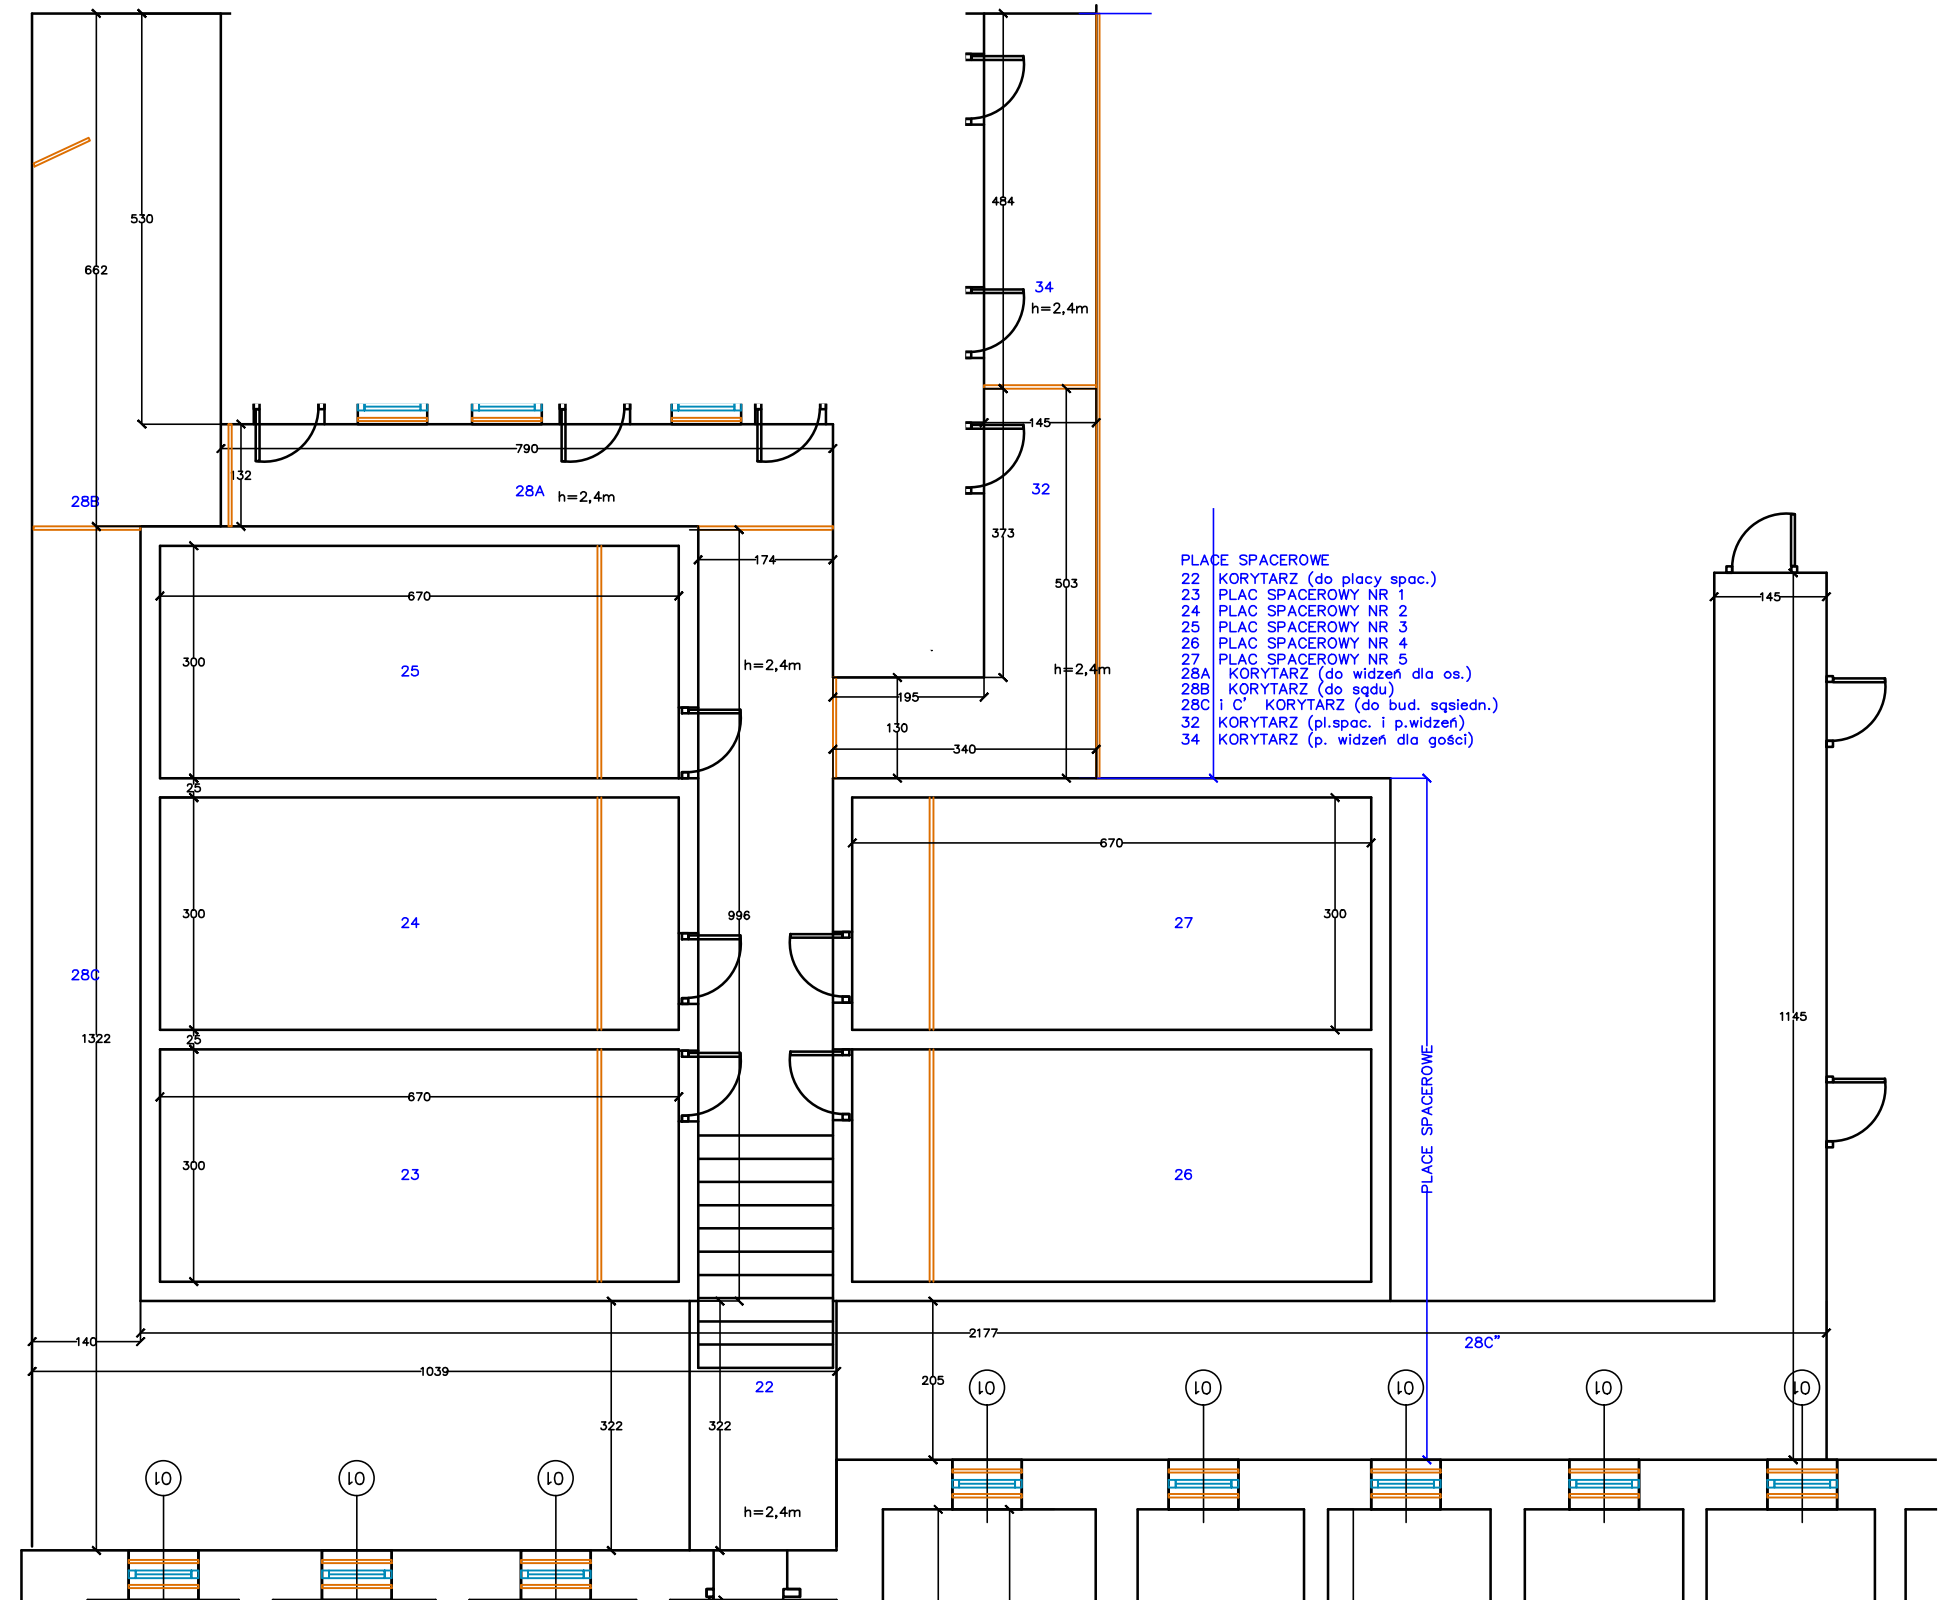 530
662
484
34
h=2,4m
145
790
132
28A
h=2,4m
28B
32
373
174
670
503
145
PLACE SPACEROWE
22 KORYTARZ (do placy spac.)
23 PLAC SPACEROWY NR 1
24 PLAC SPACEROWY NR 2
25 PLAC SPACEROWY NR 3
26 PLAC SPACEROWY NR 4
27 PLAC SPACEROWY NR 5
28A KORYTARZ (do widzeń dla os.)
28B KORYTARZ (do sądu)
28C i C' KORYTARZ (do bud. sąsiedn.)
32 KORYTARZ (pl.spac. i p.widzeń)
34 KORYTARZ (p. widzeń dla gości)
300
25
h=2,4m
h=2,4m
195
130
340
25
670
300
24
996
27
300
28C
1322
25
1145
PLACE SPACEROWE
670
300
23
26
140
2177
28C"
1039
205
22
01
01
01
01
01
322
322
01
01
01
h=2,4m